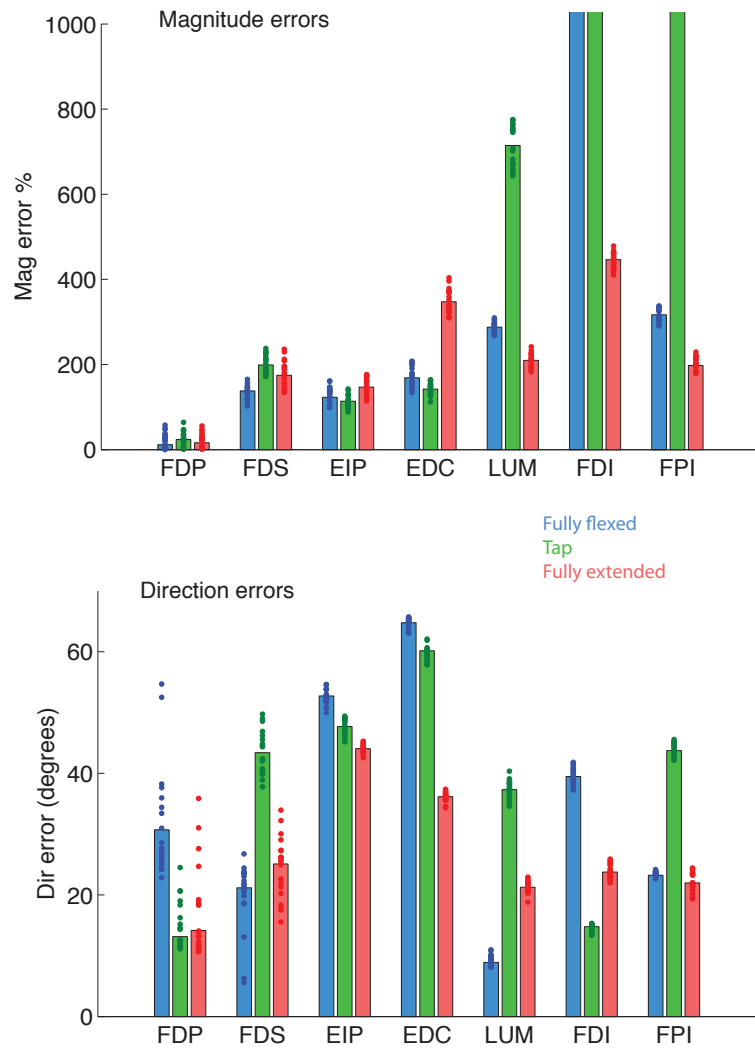 Magnitude errors
1000
800
600
400
200
0
Mag error %
FDP FDS EIP EDC LUM FDI FPI
Fully flexed
Tap
Fully extended
Direction errors
60
40
20
0
Dir error (degrees)
FDP FDS EIP EDC LUM FDI FPI